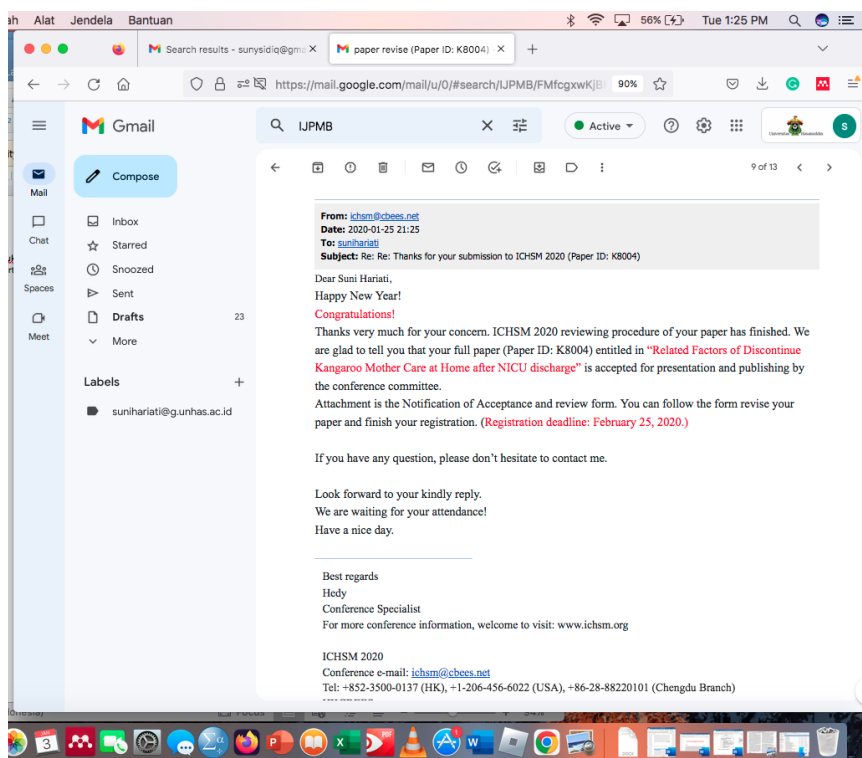 ah Alat Jendela Bantuan 56% Tue 1:25 PM
Search results - sunysidiq@gma
paper revise (Paper ID: K8004) -
https://mail.google.com/mail/u/0/#search/IJPMB/FMfcgxwKjB 90%
Gmail
IJPMB
Active
Compose
9 of 13
Mail
Chat
Spaces
Meet
Inbox
Starred
Snoozed
Sent
Drafts 23
More
Labels
sunihariati@g.unhas.ac.id
From: ichsm@cbees.net
Date: 2020-01-25 21:25
To: sunihariati
Subject: Re: Re: Thanks for your submission to ICHSM 2020 (Paper ID: K8004)
Dear Suni Hariati,
Happy New Year!
Congratulations!
Thanks very much for your concern. ICHSM 2020 reviewing procedure of your paper has finished. We
are glad to tell you that your full paper (Paper ID: K8004) entitled in “Related Factors of Discontinue
Kangaroo Mother Care at Home after NICU discharge” is accepted for presentation and publishing by
the conference committee.
Attachment is the Notification of Acceptance and review form. You can follow the form revise your
paper and finish your registration. (Registration deadline: February 25, 2020.)
If you have any question, please don’t hesitate to contact me.
Look forward to your kindly reply.
We are waiting for your attendance!
Have a nice day.
Best regards
Hedy
Conference Specialist
For more conference information, welcome to visit: www.ichsm.org
ICHSM 2020
Conference e-mail: ichsm@cbees.net
Tel: +852-3500-0137 (HK), +1-206-456-6022 (USA), +86-28-88220101 (Chengdu Branch)